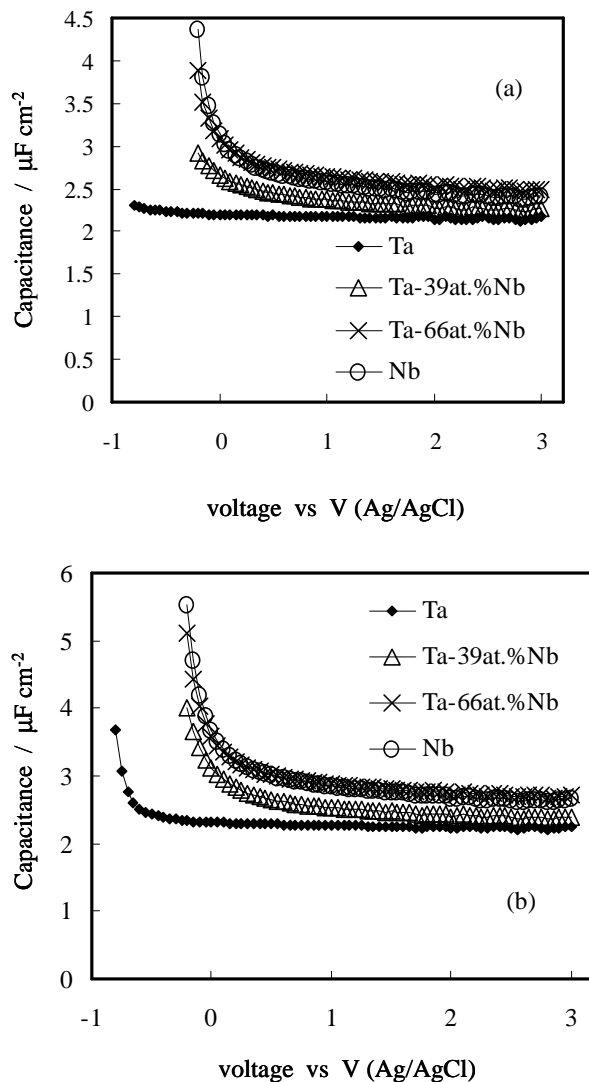 4.5
4
3.5
3
2.5
2
1.5
1
0.5
0
Capacitance / μF cm⁻²
(a)
Ta
Ta-39at.%Nb
Ta-66at.%Nb
Nb
-1 0 1 2 3
voltage vs V (Ag/AgCl)
6
5
4
3
2
1
0
Capacitance / μF cm⁻²
Ta
Ta-39at.%Nb
Ta-66at.%Nb
Nb
(b)
-1 0 1 2 3
voltage vs V (Ag/AgCl)